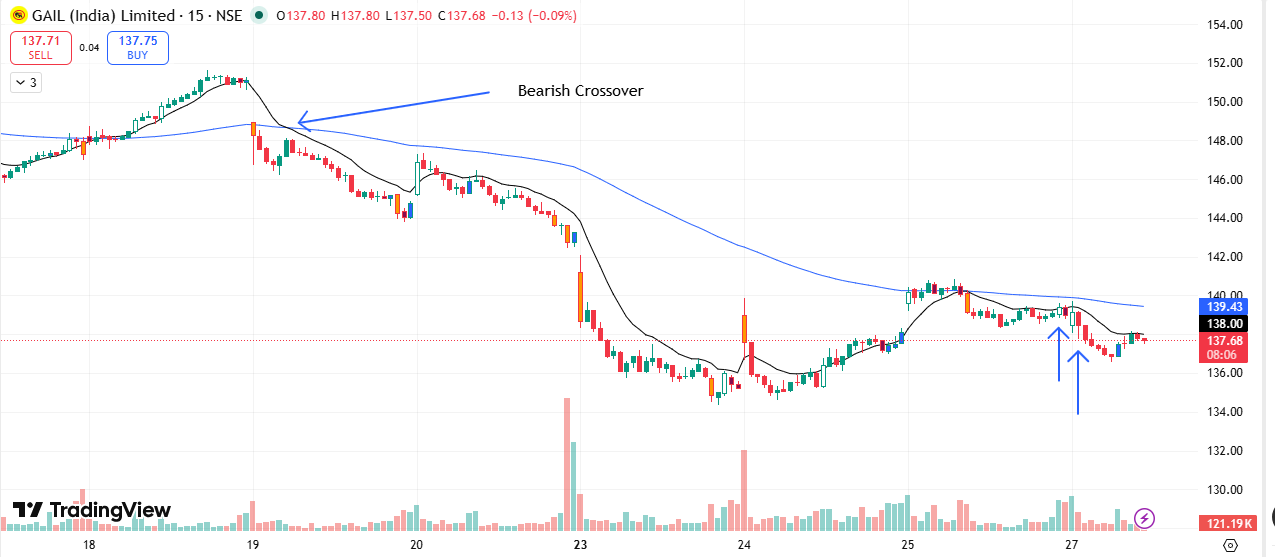 GAIL (India) Limited · 15 · NSE O137.80 H137.80 L137.50 C137.68 −0.13 (−0.09%)
137.71 0.04 137.75
SELL BUY
3
Bearish Crossover
154.00
152.00
150.00
148.00
146.00
144.00
142.00
140.00
139.43
138.00
137.68
08:06
136.00
134.00
132.00
130.00
TradingView
121.19 K
18 19 20 23 24 25 27